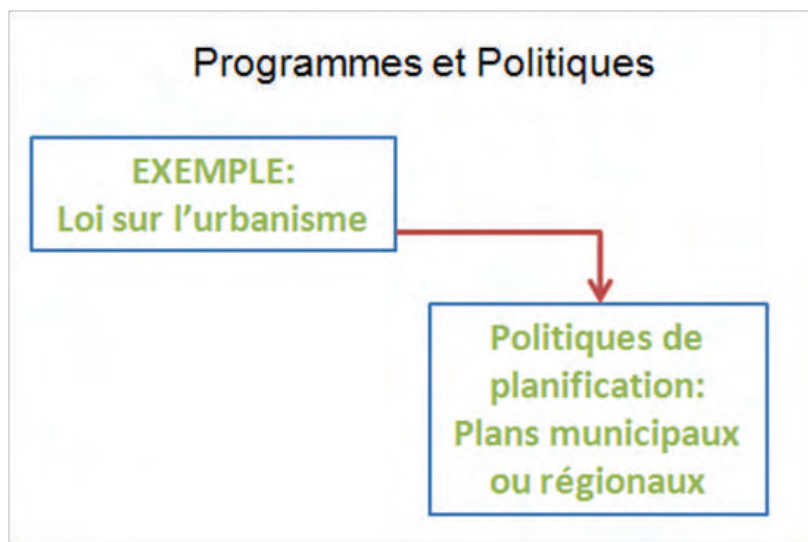 Programmes et Politiques
EXEMPLE:
Loi sur l’urbanisme
Politiques de
planification:
Plans municipaux
ou régionaux